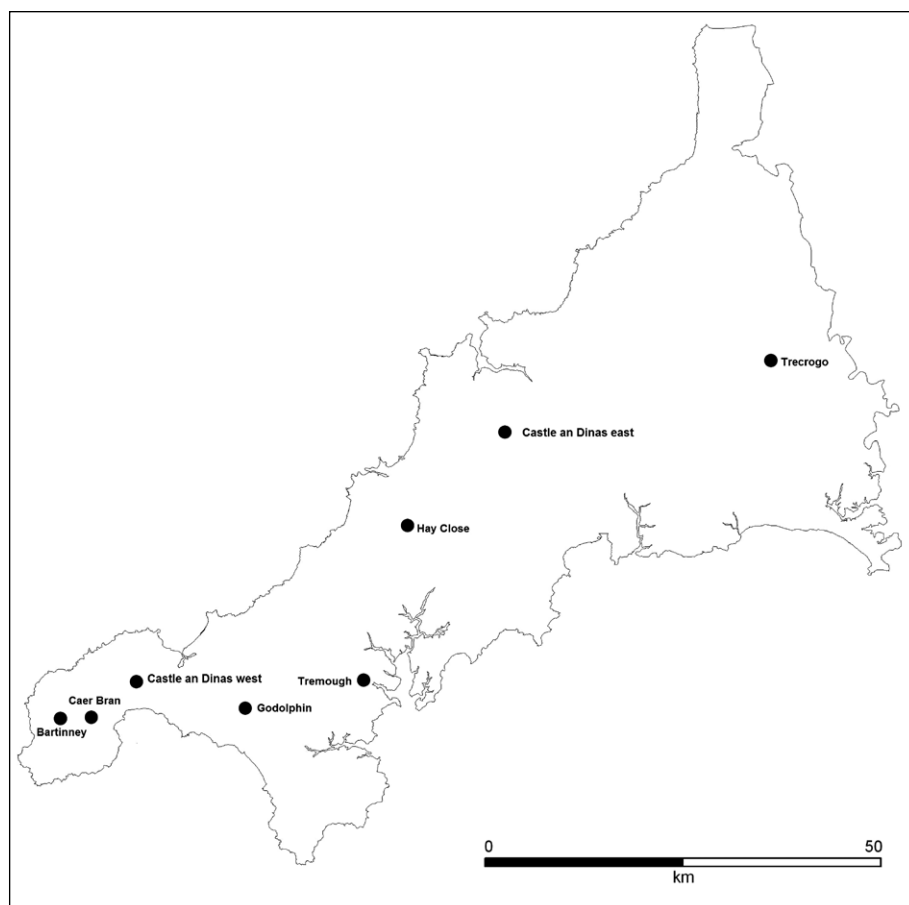 Trecrogo
Castle an Dinas east
Hay Close
Castle an Dinas west
Tremough
Caer Bran
Godolphin
Bartinney
0 50
km